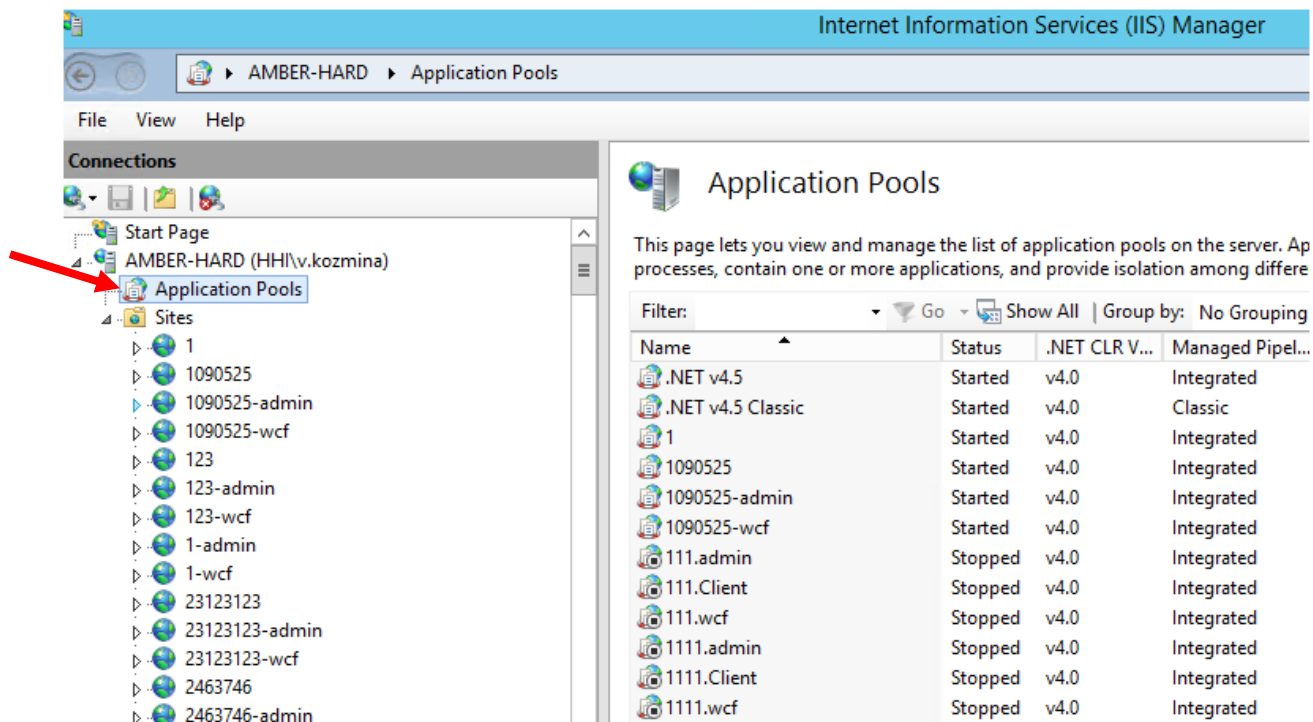 Internet Information Services (IIS) Manager
AMBER-HARD Application Pools
File View Help
Connections
Start Page
AMBER-HARD (HHI\v.kozmina)
Application Pools
Sites
1
1090525
1090525-admin
1090525-wcf
123
123-admin
123-wcf
1-admin
1-wcf
23123123
23123123-admin
23123123-wcf
2463746
2463746-admin
Application Pools
This page lets you view and manage the list of application pools on the server. Ap
processes, contain one or more applications, and provide isolation among differe
Filter: Go Show All | Group by: No Grouping
Name Status .NET CLR V... Managed Pipel...
.NET v4.5 Started v4.0 Integrated
.NET v4.5 Classic Started v4.0 Classic
1 Started v4.0 Integrated
1090525 Started v4.0 Integrated
1090525-admin Started v4.0 Integrated
1090525-wcf Started v4.0 Integrated
111.admin Stopped v4.0 Integrated
111.Client Stopped v4.0 Integrated
111.wcf Stopped v4.0 Integrated
1111.admin Stopped v4.0 Integrated
1111.Client Stopped v4.0 Integrated
1111.wcf Stopped v4.0 Integrated